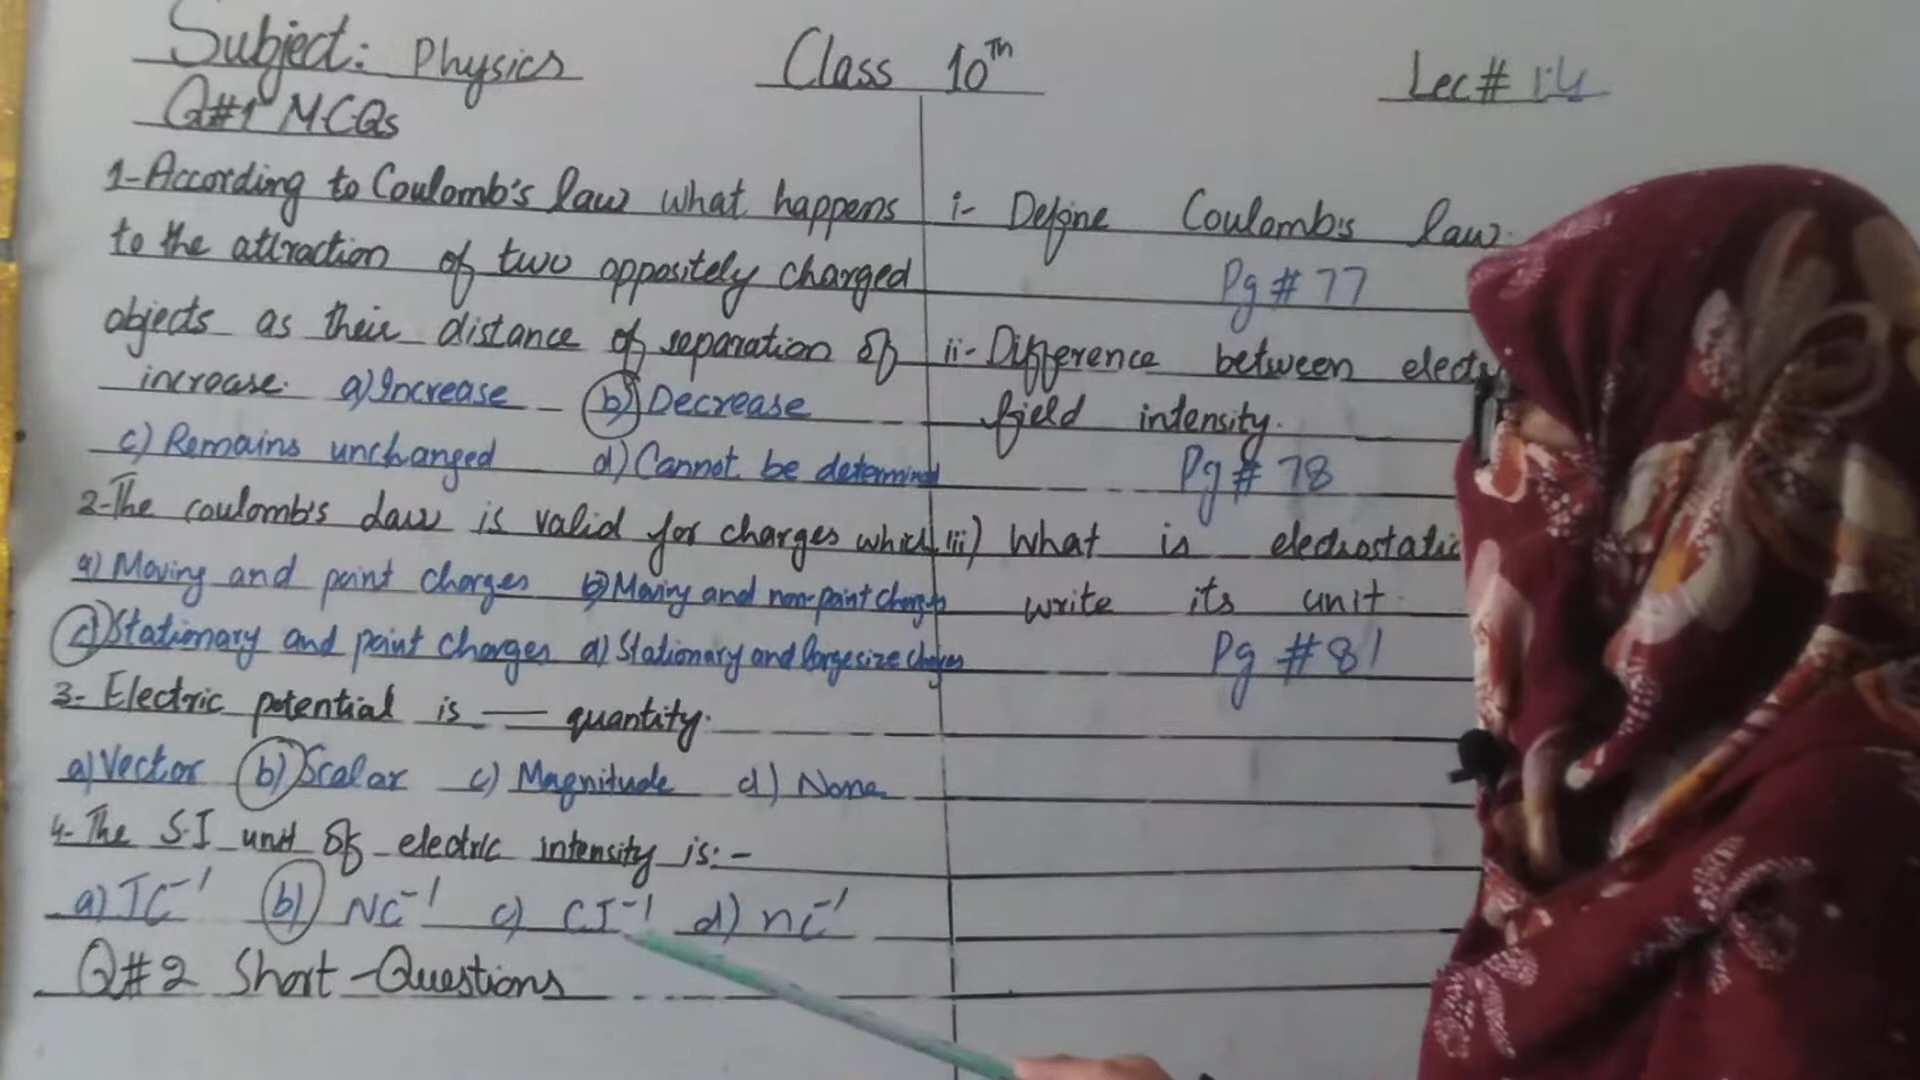 Subject: Physics
Class 10Th
Lec# 14
Q#1 MCQs
1-According to Coulomb's law what happens
to the attraction of two oppositely charged
objects as their distance of separation of
increase. a) Increase b) Decrease
c) Remains unchanged d) Cannot be determined
2-The coulomb's law is valid for charges which
a) Moving and point charges b) Moving and non-point charges
c) Stationary and point charges d) Stationary and large size charges
3- Electric potential is — quantity.
a) Vector b) Scalar c) Magnitude d) None
4- The S.I unit of electric intensity is:-
a) JC⁻¹ b) NC⁻¹ c) CJ⁻¹ d) nc⁻¹
Q#2 Short-Questions
i- Define Coulomb's law.
Pg # 77
ii- Difference between
field intensity.
Pg # 78
iii) What is electrostatic
write its unit.
Pg # 81